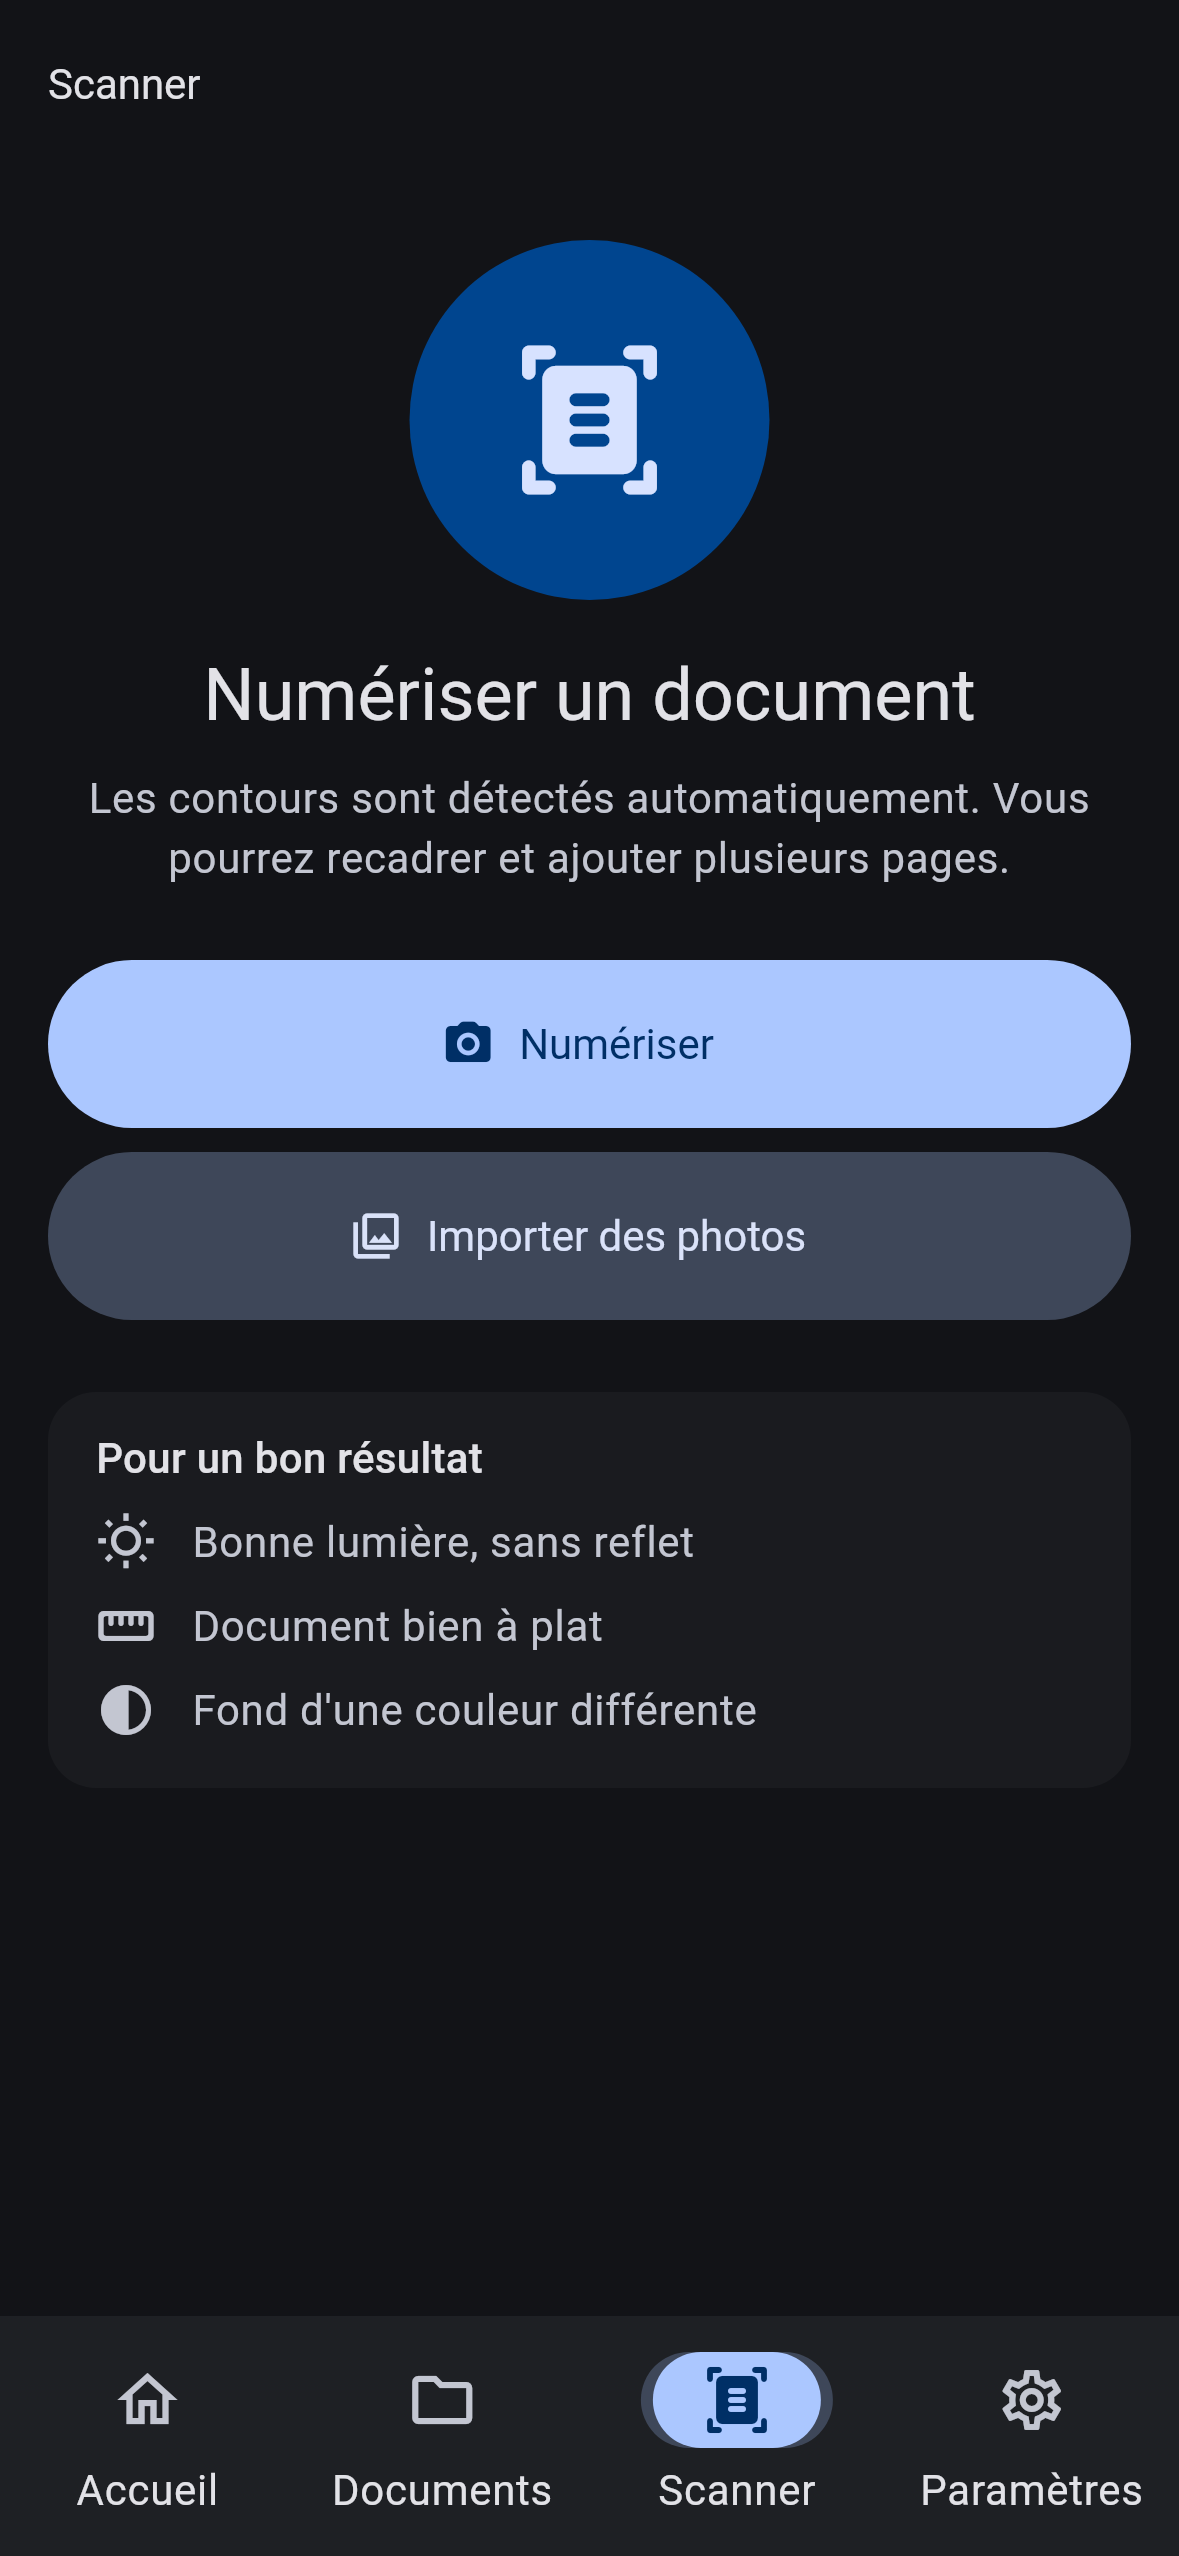 Scanner
Numériser un document
Les contours sont détectés automatiquement. Vous
pourrez recadrer et ajouter plusieurs pages.
Numériser
Importer des photos
Pour un bon résultat
Bonne lumière, sans reflet
Document bien à plat
Fond d'une couleur différente
Accueil
Documents
Scanner
Paramètres